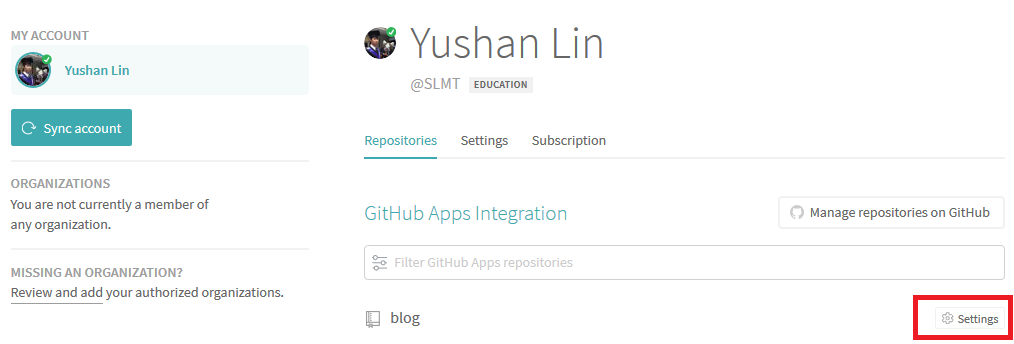 MY ACCOUNT
Yushan Lin
Sync account
ORGANIZATIONS
You are not currently a member of
any organization.
MISSING AN ORGANIZATION?
Review and add your authorized organizations.
Yushan Lin
@SLMT EDUCATION
Repositories Settings Subscription
GitHub Apps Integration
Manage repositories on GitHub
Filter GitHub Apps repositories
blog
Settings